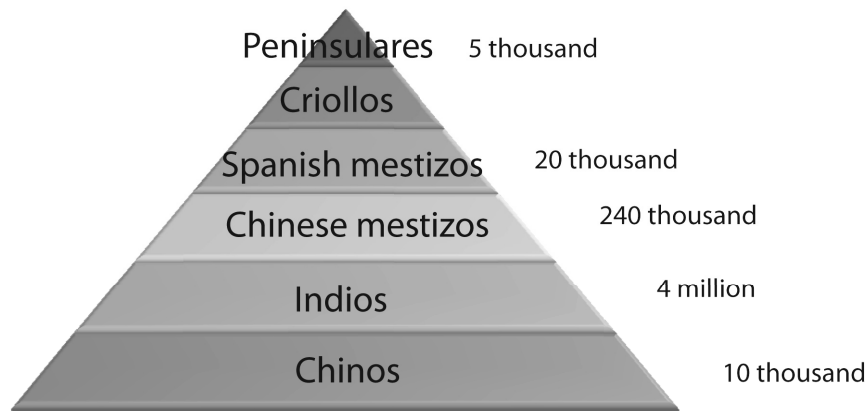 Peninsulares 5 thousand
Criollos
Spanish mestizos 20 thousand
Chinese mestizos 240 thousand
Indios 4 million
Chinos 10 thousand